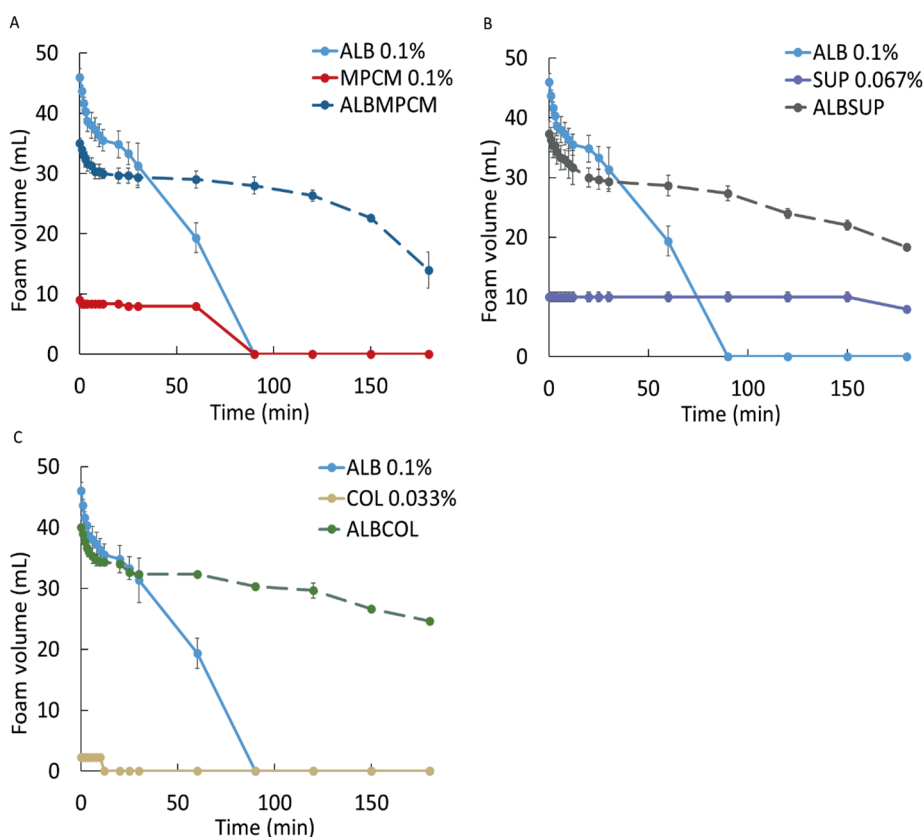 A
ALB 0.1%
MPCM 0.1%
ALBMPCM
Foam volume (mL)
50
40
30
20
10
0
0 50 100 150
Time (min)
B
ALB 0.1%
SUP 0.067%
ALBSUP
Foam volume (mL)
50
40
30
20
10
0
0 50 100 150
Time (min)
C
ALB 0.1%
COL 0.033%
ALBCOL
Foam volume (mL)
50
40
30
20
10
0
0 50 100 150
Time (min)